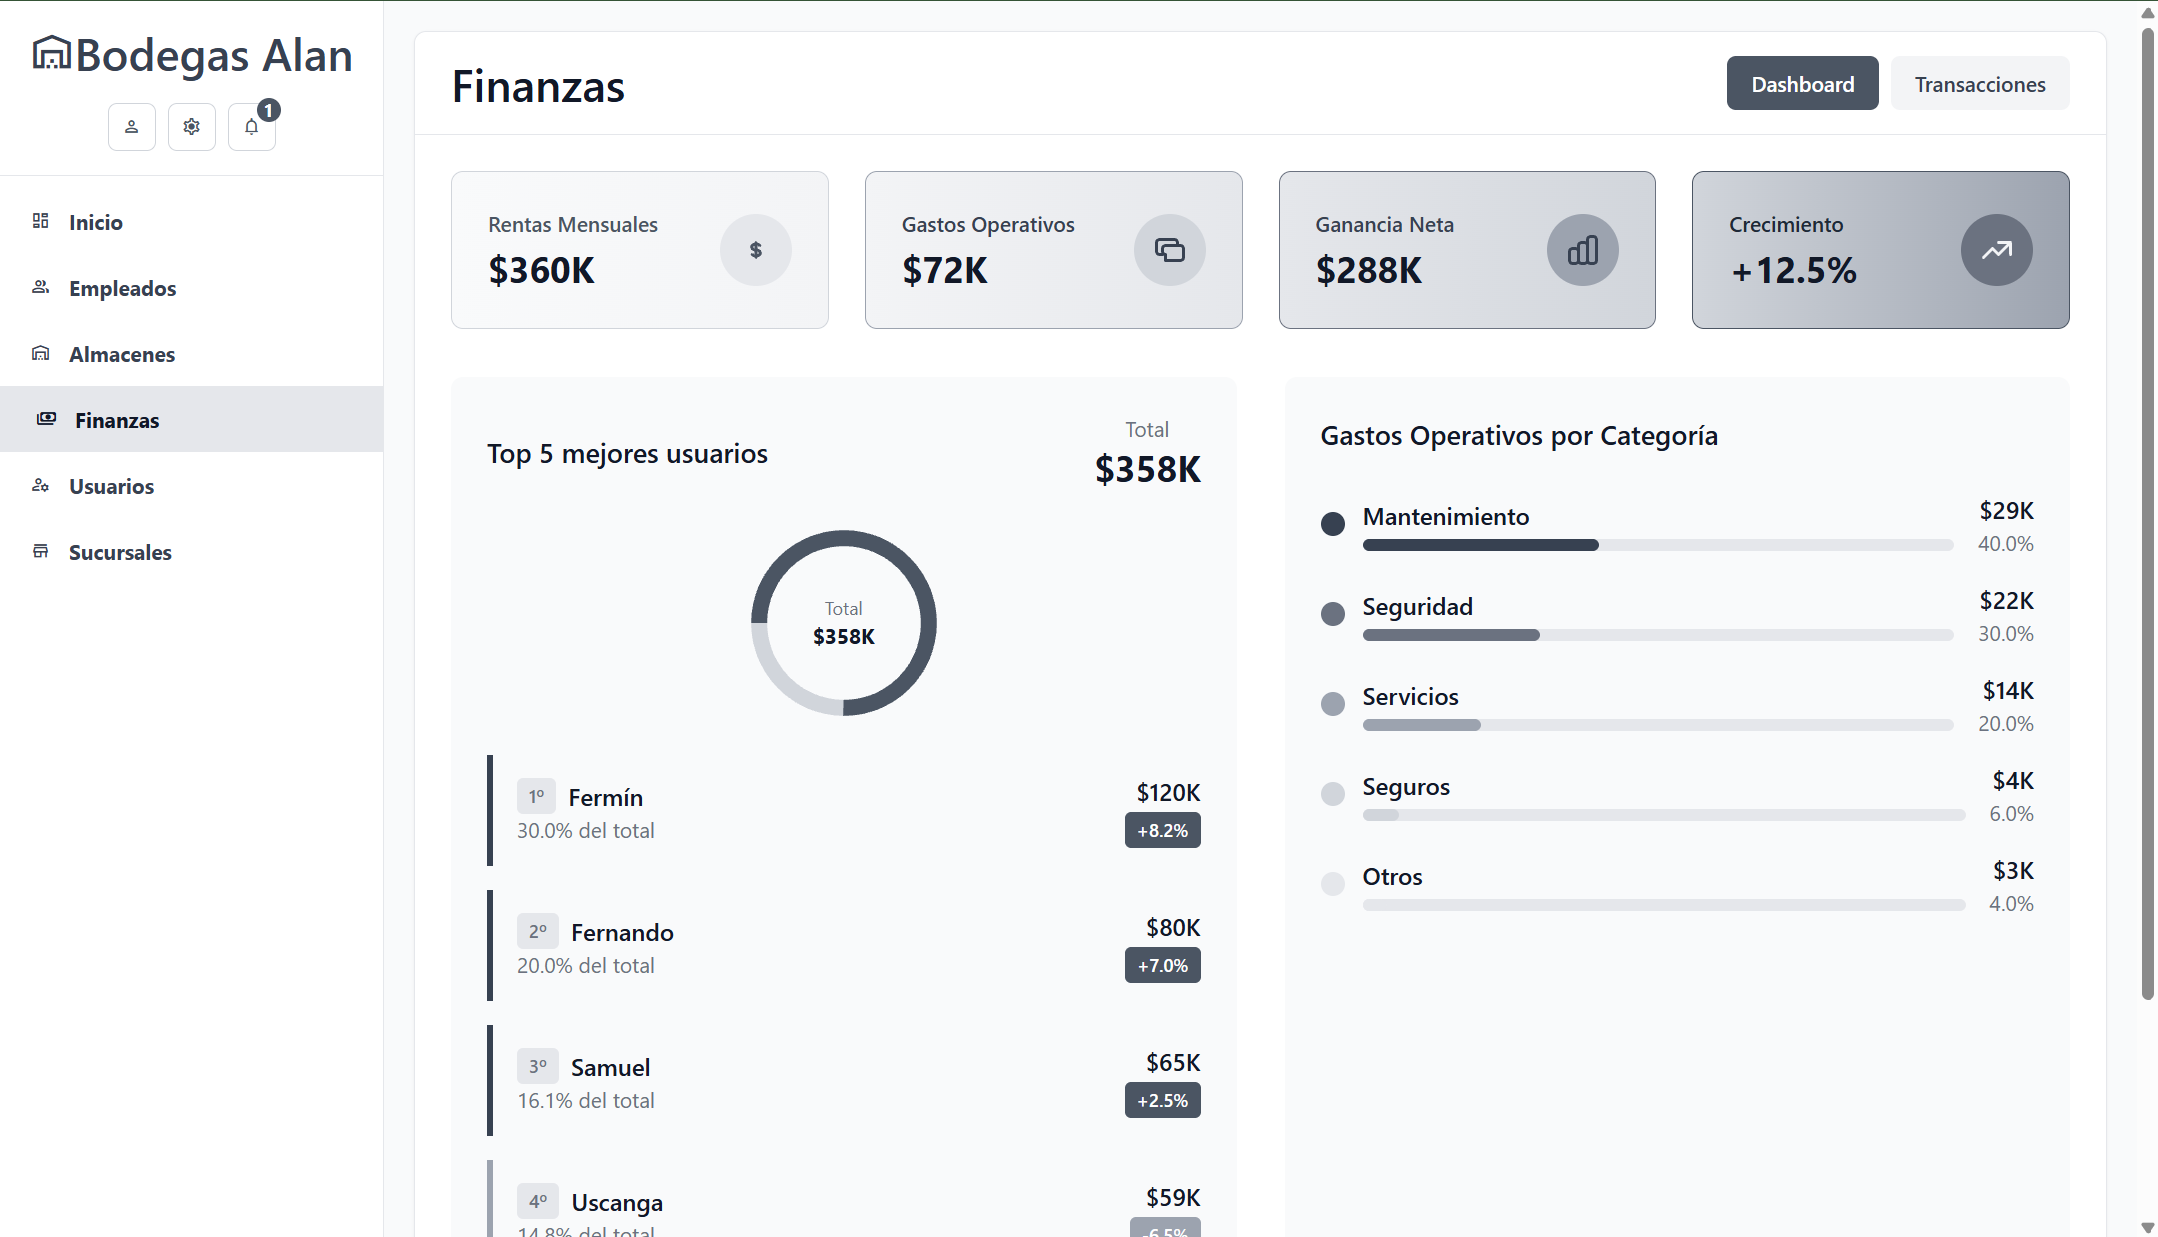 Bodegas Alan
1
Inicio
Empleados
Almacenes
Finanzas
Usuarios
Sucursales
Finanzas
Dashboard
Transacciones
Rentas Mensuales
$360K
$
Gastos Operativos
$72K
Ganancia Neta
$288K
Crecimiento
+12.5%
Top 5 mejores usuarios
Total
$358K
Total
$358K
1º Fermín
30.0% del total
$120K
+8.2%
2º Fernando
20.0% del total
$80K
+7.0%
3º Samuel
16.1% del total
$65K
+2.5%
4º Uscanga
14.8% del total
$59K
-6.5%
Gastos Operativos por Categoría
Mantenimiento
$29K
40.0%
Seguridad
$22K
30.0%
Servicios
$14K
20.0%
Seguros
$4K
6.0%
Otros
$3K
4.0%